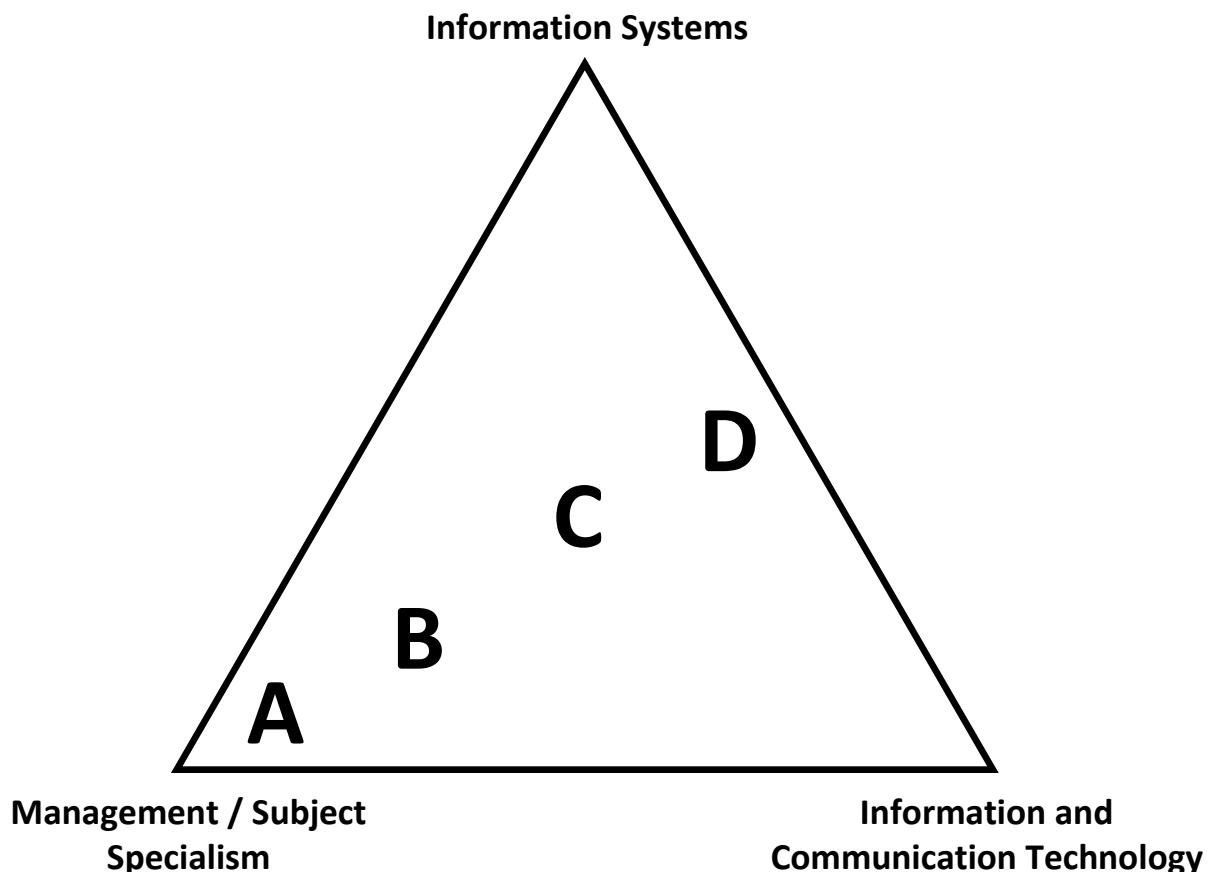 Information Systems
D
C
B
A
Management / Subject
Specialism
Information and
Communication Technology